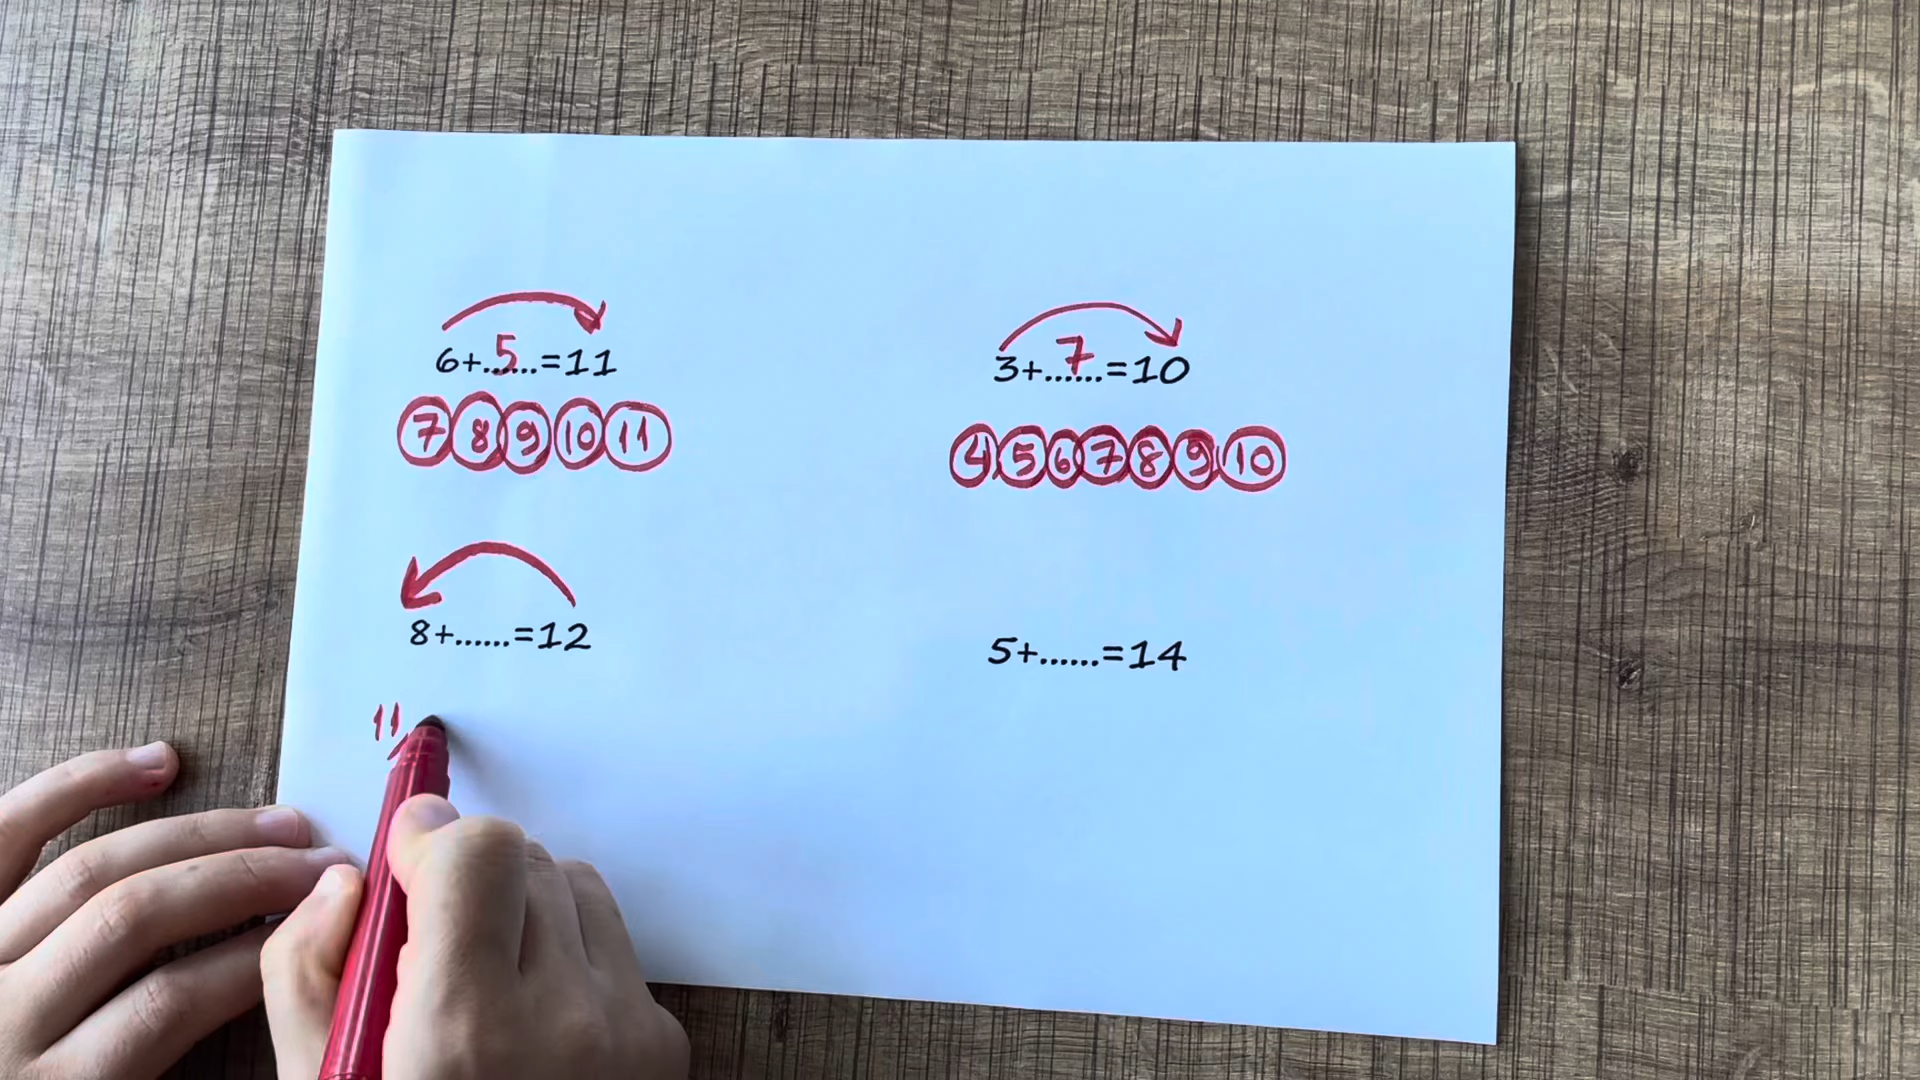 6+..5....=11
7 8 9 10 11
3+...7...=10
4 5 6 7 8 9 10
8+......=12
11,
5+......=14